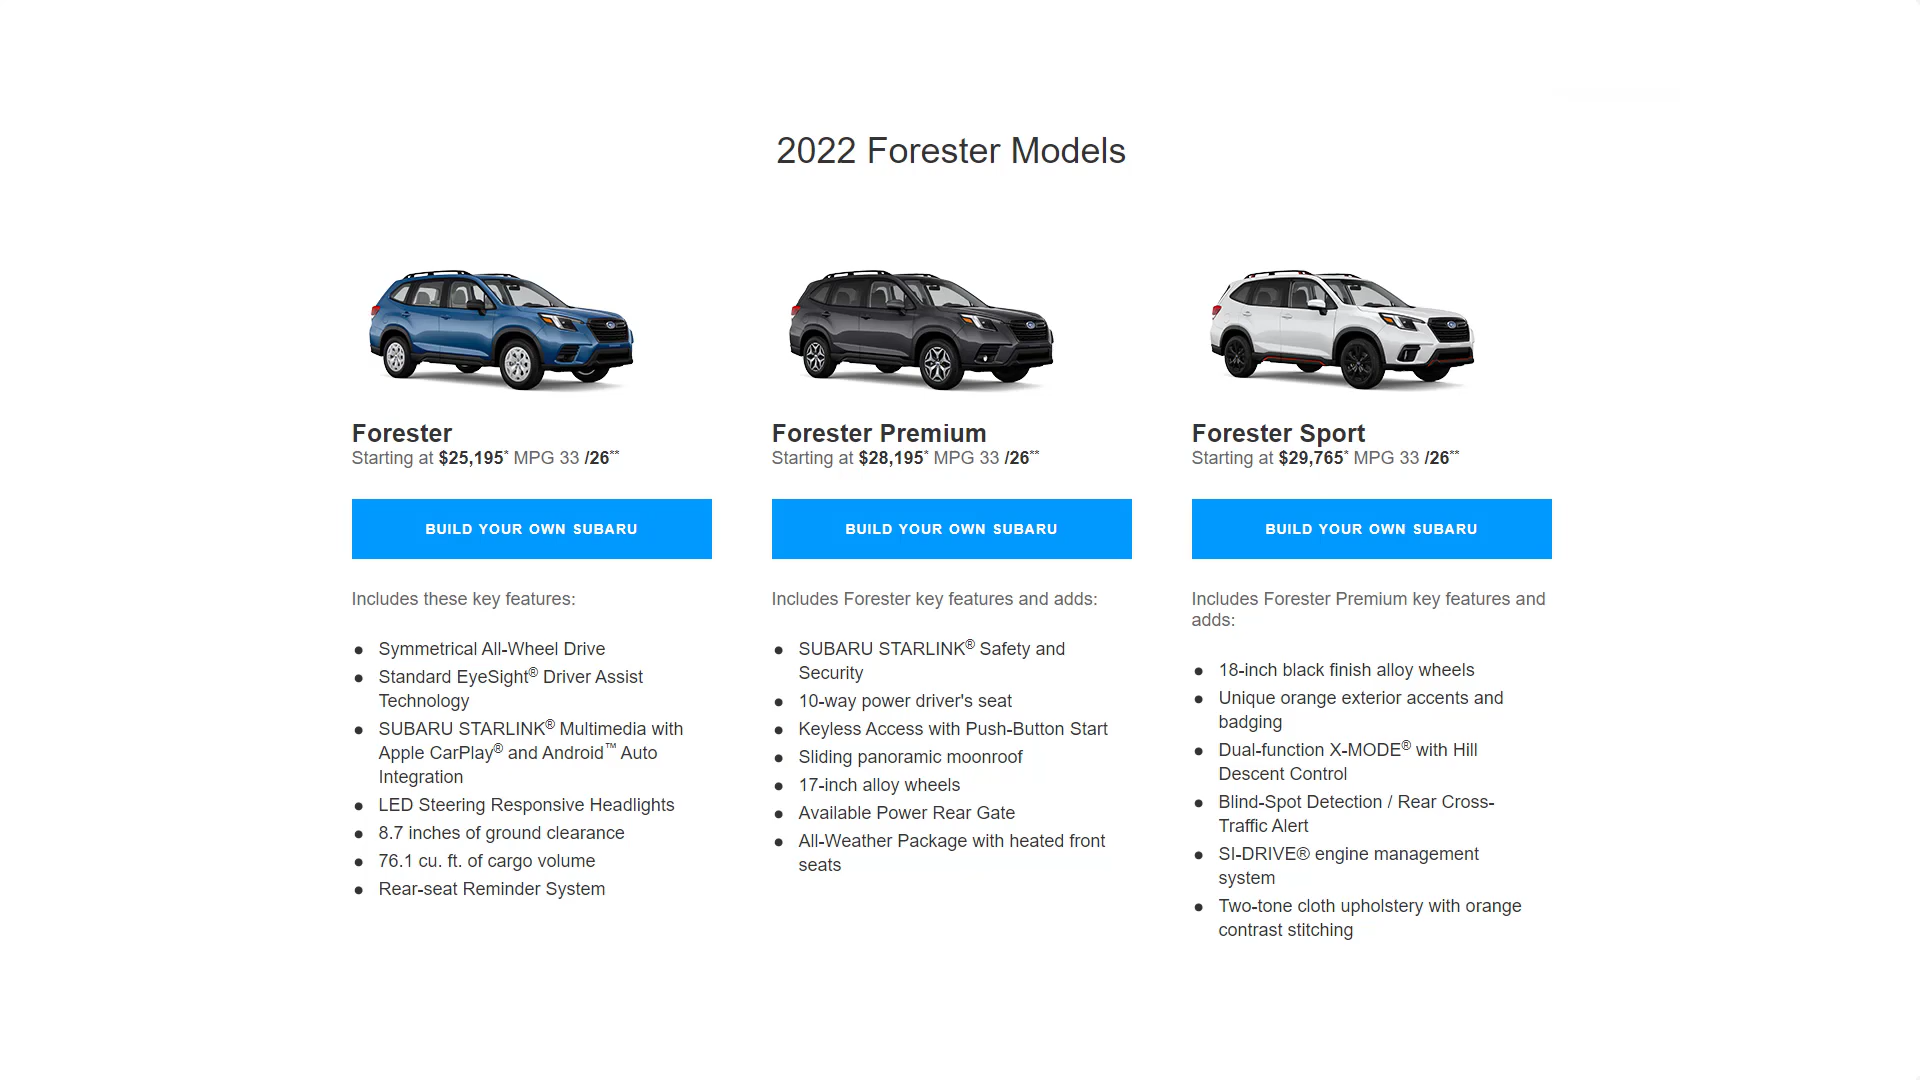 2022 Forester Models
Forester
Starting at $25,195* MPG 33 /26**
BUILD YOUR OWN SUBARU
Includes these key features:
● Symmetrical All-Wheel Drive
● Standard EyeSight® Driver Assist
Technology
● SUBARU STARLINK® Multimedia with
Apple CarPlay® and Android™ Auto
Integration
● LED Steering Responsive Headlights
● 8.7 inches of ground clearance
● 76.1 cu. ft. of cargo volume
● Rear-seat Reminder System
Forester Premium
Starting at $28,195* MPG 33 /26**
BUILD YOUR OWN SUBARU
Includes Forester key features and adds:
● SUBARU STARLINK® Safety and
Security
● 10-way power driver's seat
● Keyless Access with Push-Button Start
● Sliding panoramic moonroof
● 17-inch alloy wheels
● Available Power Rear Gate
● All-Weather Package with heated front
seats
Forester Sport
Starting at $29,765* MPG 33 /26**
BUILD YOUR OWN SUBARU
Includes Forester Premium key features and
adds:
● 18-inch black finish alloy wheels
● Unique orange exterior accents and
badging
● Dual-function X-MODE® with Hill
Descent Control
● Blind-Spot Detection / Rear Cross-
Traffic Alert
● SI-DRIVE® engine management
system
● Two-tone cloth upholstery with orange
contrast stitching